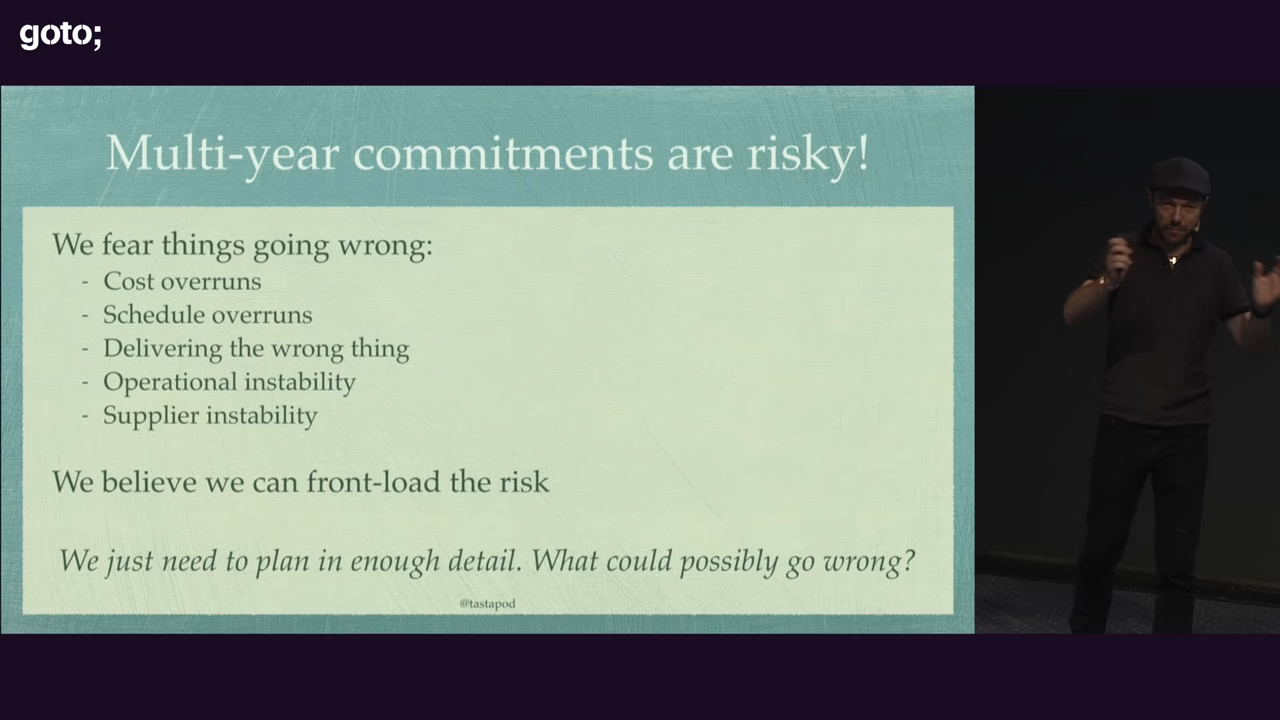 goto;
Multi-year commitments are risky!
We fear things going wrong:
- Cost overruns
- Schedule overruns
- Delivering the wrong thing
- Operational instability
- Supplier instability
We believe we can front-load the risk
We just need to plan in enough detail. What could possibly go wrong?
@tastapod